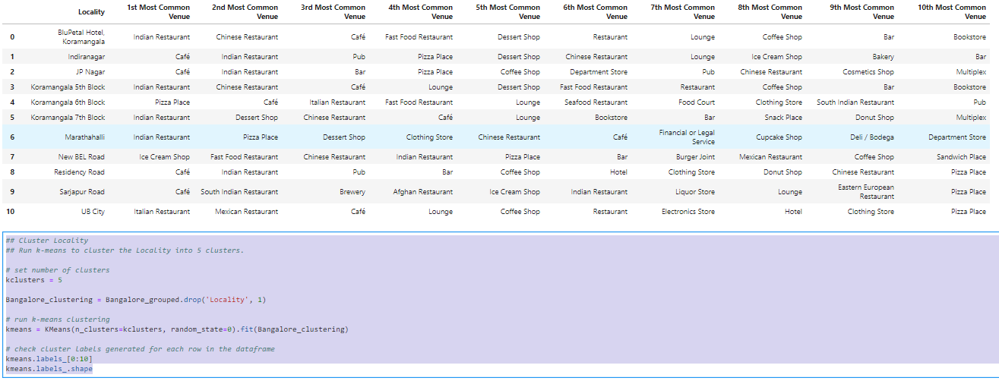 Locality 1st Most Common Venue 2nd Most Common Venue 3rd Most Common Venue 4th Most Common Venue 5th Most Common Venue 6th Most Common Venue 7th Most Common Venue 8th Most Common Venue 9th Most Common Venue 10th Most Common Venue
0 BluPetal Hotel, Koramangala Indian Restaurant Chinese Restaurant Café Fast Food Restaurant Dessert Shop Restaurant Lounge Coffee Shop Bar Bookstore
1 Indiranagar Café Indian Restaurant Pub Pizza Place Dessert Shop Chinese Restaurant Lounge Ice Cream Shop Bakery Bar
2 JP Nagar Café Indian Restaurant Bar Pizza Place Coffee Shop Department Store Pub Chinese Restaurant Cosmetics Shop Multiplex
3 Koramangala 5th Block Indian Restaurant Chinese Restaurant Café Lounge Dessert Shop Fast Food Restaurant Restaurant Coffee Shop Bar Bookstore
4 Koramangala 6th Block Pizza Place Café Italian Restaurant Fast Food Restaurant Lounge Seafood Restaurant Food Court Clothing Store South Indian Restaurant Pub
5 Koramangala 7th Block Indian Restaurant Dessert Shop Chinese Restaurant Café Lounge Bookstore Bar Snack Place Donut Shop Multiplex
6 Marathahalli Indian Restaurant Pizza Place Dessert Shop Clothing Store Chinese Restaurant Café Financial or Legal Service Cupcake Shop Deli / Bodega Department Store
7 New BEL Road Ice Cream Shop Fast Food Restaurant Chinese Restaurant Indian Restaurant Pizza Place Bar Burger Joint Mexican Restaurant Coffee Shop Sandwich Place
8 Residency Road Café Indian Restaurant Pub Bar Coffee Shop Hotel Clothing Store Donut Shop Chinese Restaurant Pizza Place
9 Sarjapur Road Café South Indian Restaurant Brewery Afghan Restaurant Ice Cream Shop Indian Restaurant Liquor Store Lounge Eastern European Restaurant Pizza Place
10 UB City Italian Restaurant Mexican Restaurant Café Lounge Coffee Shop Restaurant Electronics Store Hotel Clothing Store Pizza Place
## Cluster Locality
## Run k-means to cluster the Locality into 5 clusters.
# set number of clusters
kclusters = 5
Bangalore_clustering = Bangalore_grouped.drop('Locality', 1)
# run k-means clustering
kmeans = KMeans(n_clusters=kclusters, random_state=0).fit(Bangalore_clustering)
# check cluster labels generated for each row in the dataframe
kmeans.labels_[0:10]
kmeans.labels_.shape